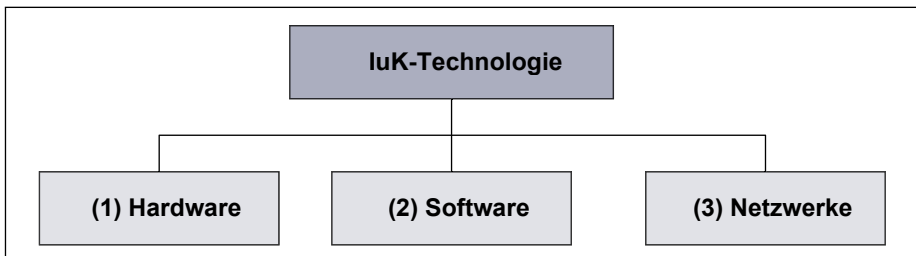 IuK-Technologie
(1) Hardware
(2) Software
(3) Netzwerke